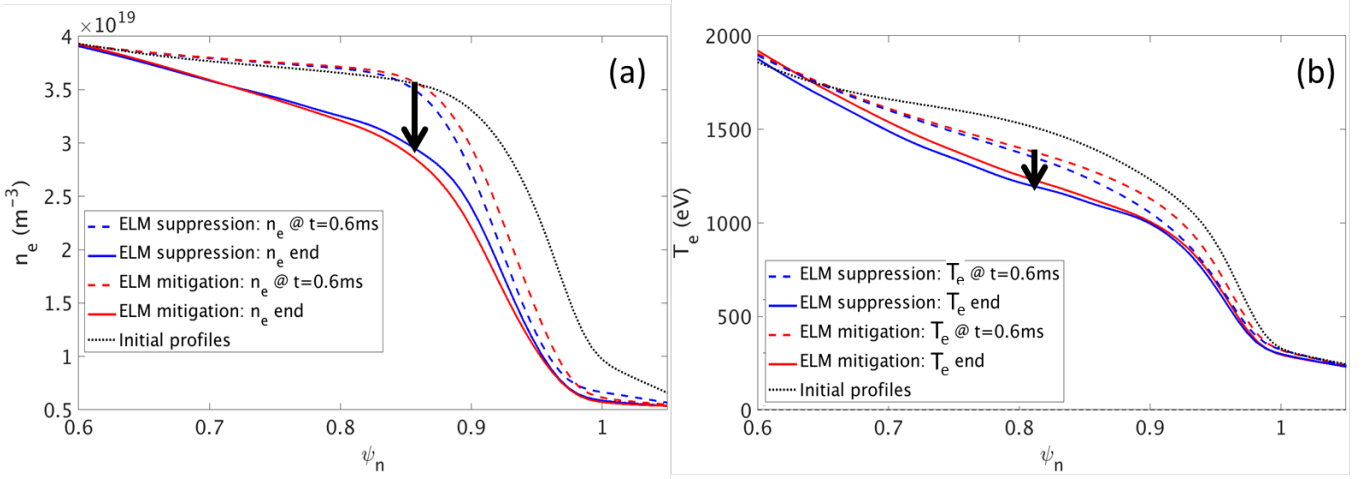 ×10^19
(a)
4
3.5
3
2.5
2
1.5
1
0.5
n_e (m^-3)
ELM suppression: n_e @ t=0.6ms
ELM suppression: n_e end
ELM mitigation: n_e @ t=0.6ms
ELM mitigation: n_e end
Initial profiles
0.6 0.7 0.8 0.9 1
ψ_n
(b)
2000
1500
1000
500
0
T_e (eV)
ELM suppression: T_e @ t=0.6ms
ELM suppression: T_e end
ELM mitigation: T_e @ t=0.6ms
ELM mitigation: T_e end
Initial profiles
0.6 0.7 0.8 0.9 1
ψ_n